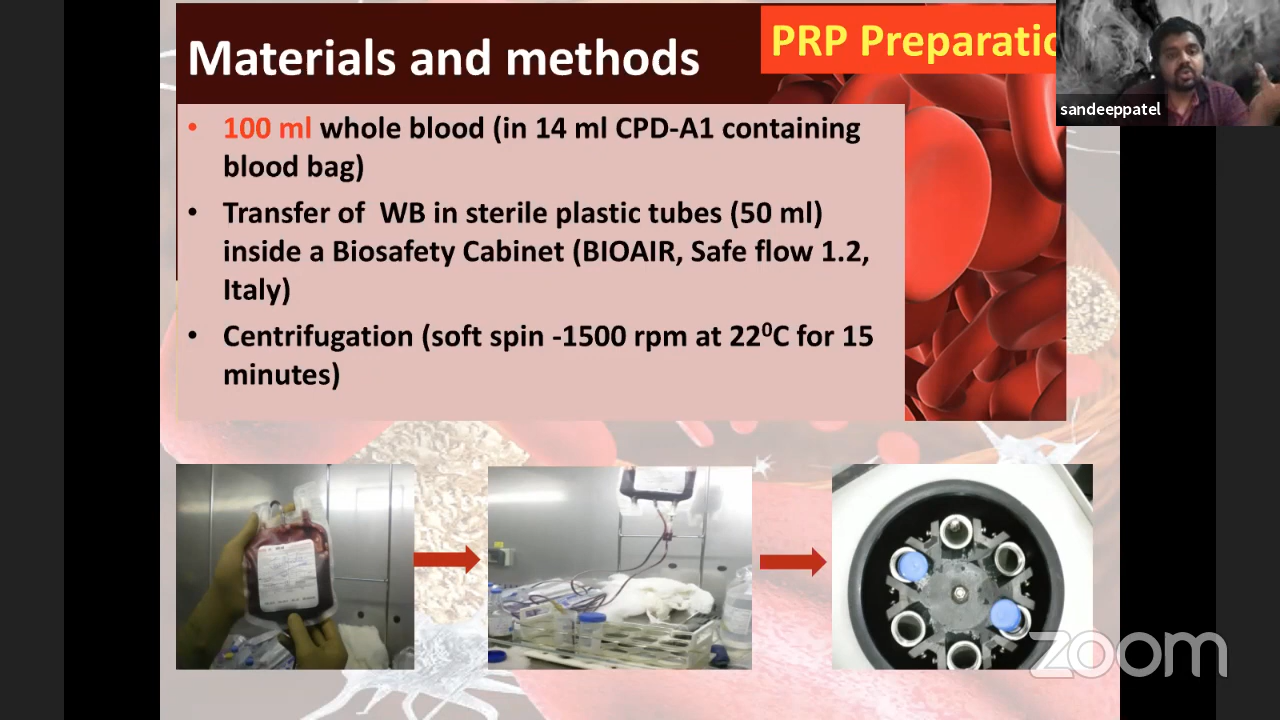 Materials and methods
PRP Preparatio
sandeeppatel
• 100 ml whole blood (in 14 ml CPD-A1 containing
blood bag)
• Transfer of WB in sterile plastic tubes (50 ml)
inside a Biosafety Cabinet (BIOAIR, Safe flow 1.2,
Italy)
• Centrifugation (soft spin -1500 rpm at 22⁰C for 15
minutes)
zoom